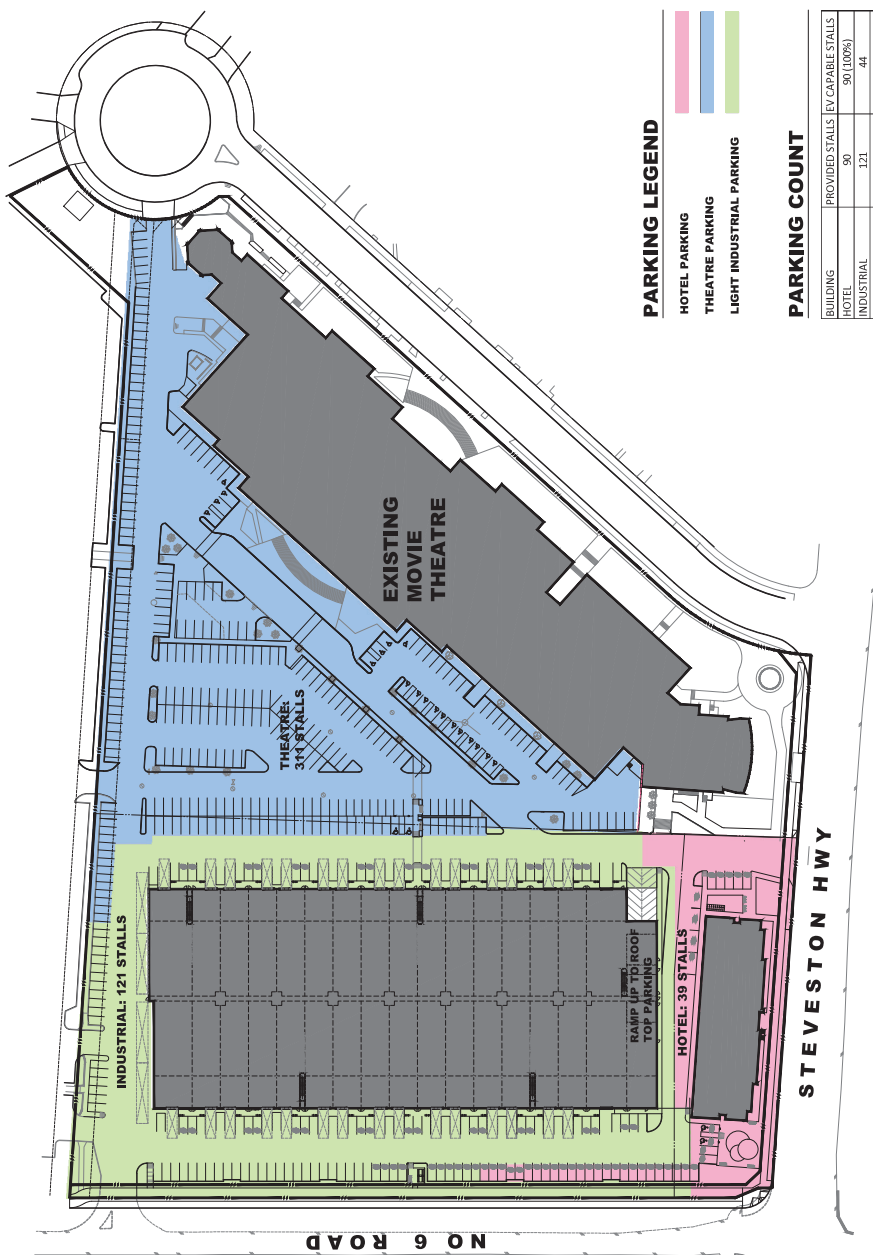 PARKING LEGEND
HOTEL PARKING
THEATRE PARKING
LIGHT INDUSTRIAL PARKING
PARKING COUNT
BUILDING PROVIDED STALLS EV CAPABLE STALLS
HOTEL 90 90 (100%)
INDUSTRIAL 121 44
EXISTING
MOVIE
THEATRE
THEATRE:
311 STALLS
INDUSTRIAL: 121 STALLS
RAMP UP TO ROOF
TOP PARKING
HOTEL: 39 STALLS
STEVESTON HWY
NO 6 ROAD